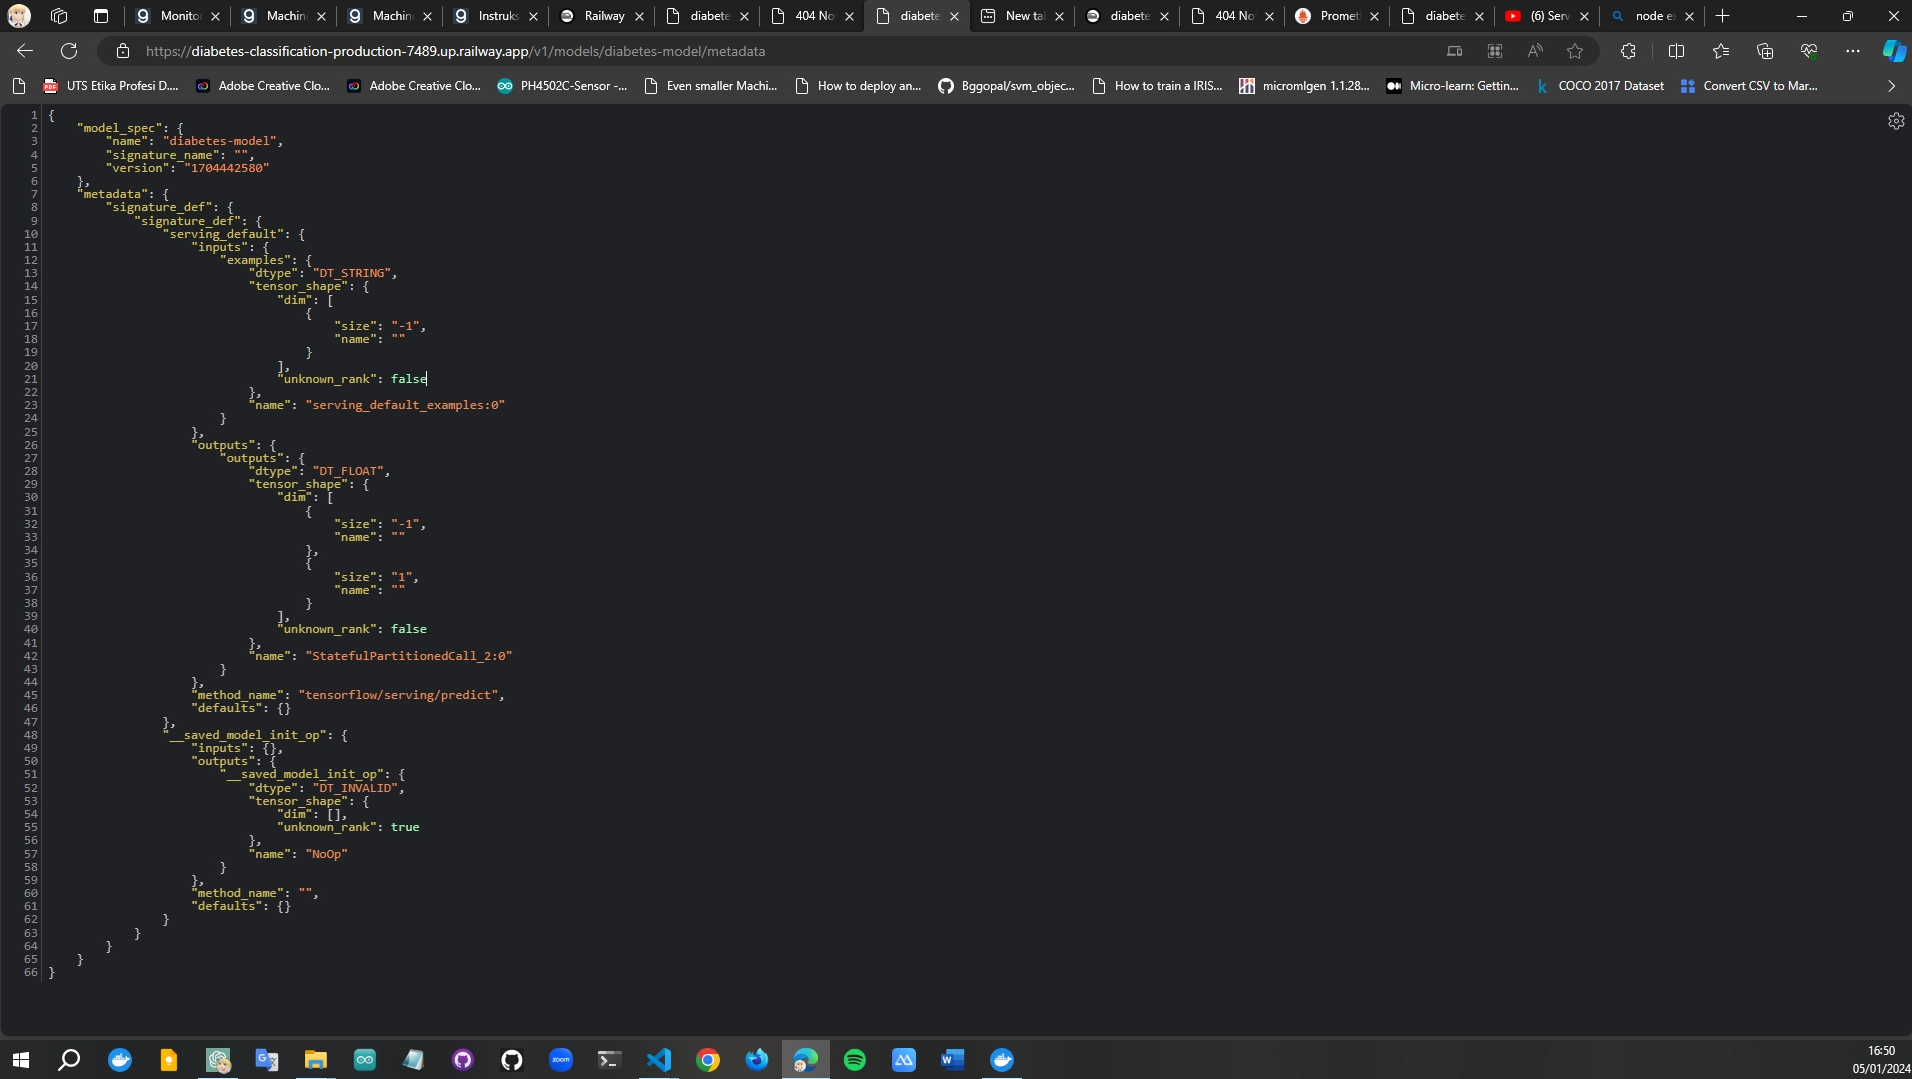 Monito
Machin
Machin
Instruks
Railway
diabete
404 No
diabete
New ta
diabete
404 No
Promet
diabete
(6) Serv
node e
https://diabetes-classification-production-7489.up.railway.app/v1/models/diabetes-model/metadata
UTS Etika Profesi D....
Adobe Creative Clo...
Adobe Creative Clo...
PH4502C-Sensor -...
Even smaller Machi...
How to deploy an...
Bggopal/svm_objec...
How to train a IRIS...
micromlgen 1.1.28...
Micro-learn: Gettin...
COCO 2017 Dataset
Convert CSV to Mar...
1 {
2 "model_spec": {
3 "name": "diabetes-model",
4 "signature_name": "",
5 "version": "1704442580"
6 },
7 "metadata": {
8 "signature_def": {
9 "signature_def": {
10 "serving_default": {
11 "inputs": {
12 "examples": {
13 "dtype": "DT_STRING",
14 "tensor_shape": {
15 "dim": [
16 {
17 "size": "-1",
18 "name": ""
19 }
20 ],
21 "unknown_rank": false
22 },
23 "name": "serving_default_examples:0"
24 }
25 },
26 "outputs": {
27 "outputs": {
28 "dtype": "DT_FLOAT",
29 "tensor_shape": {
30 "dim": [
31 {
32 "size": "-1",
33 "name": ""
34 },
35 {
36 "size": "1",
37 "name": ""
38 }
39 ],
40 "unknown_rank": false
41 },
42 "name": "StatefulPartitionedCall_2:0"
43 }
44 },
45 "method_name": "tensorflow/serving/predict",
46 "defaults": {}
47 },
48 "__saved_model_init_op": {
49 "inputs": {},
50 "outputs": {
51 "__saved_model_init_op": {
52 "dtype": "DT_INVALID",
53 "tensor_shape": {
54 "dim": [],
55 "unknown_rank": true
56 },
57 "name": "NoOp"
58 }
59 },
60 "method_name": "",
61 "defaults": {}
62 }
63 }
64 }
65 }
66 }
zoom
16:50
05/01/2024